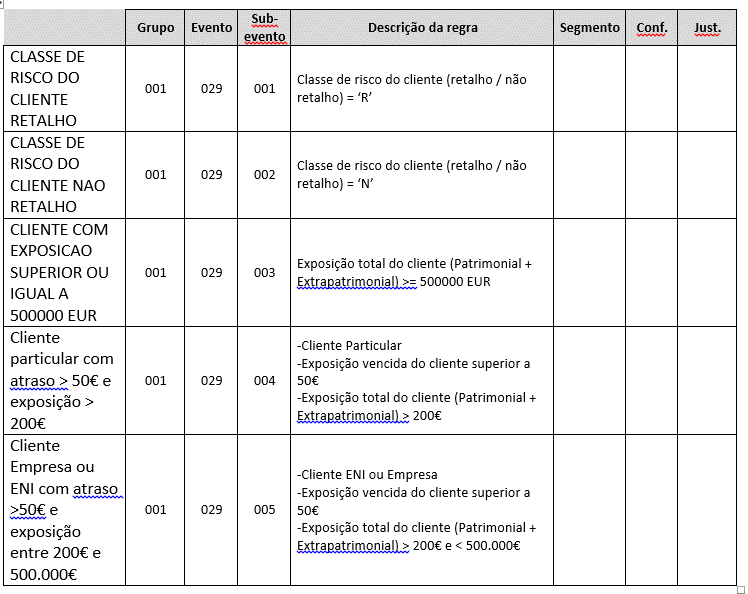 Grupo Evento Sub-evento Descrição da regra Segmento Conf. Just.
CLASSE DE
RISCO DO
CLIENTE
RETALHO
001 029 001
Classe de risco do cliente (retalho / não
retalho) = ‘R’
CLASSE DE
RISCO DO
CLIENTE NAO
RETALHO
001 029 002
Classe de risco do cliente (retalho / não
retalho) = ‘N’
CLIENTE COM
EXPOSICAO
SUPERIOR OU
IGUAL A
500000 EUR
001 029 003
Exposição total do cliente (Patrimonial +
Extrapatrimonial) >= 500000 EUR
Cliente
particular com
atraso > 50€ e
exposição >
200€
001 029 004
-Cliente Particular
-Exposição vencida do cliente superior a
50€
-Exposição total do cliente (Patrimonial +
Extrapatrimonial) > 200€
Cliente
Empresa ou
ENI com atraso
>50€ e
exposição
entre 200€ e
500.000€
001 029 005
-Cliente ENI ou Empresa
-Exposição vencida do cliente superior a
50€
-Exposição total do cliente (Patrimonial +
Extrapatrimonial) > 200€ e < 500.000€